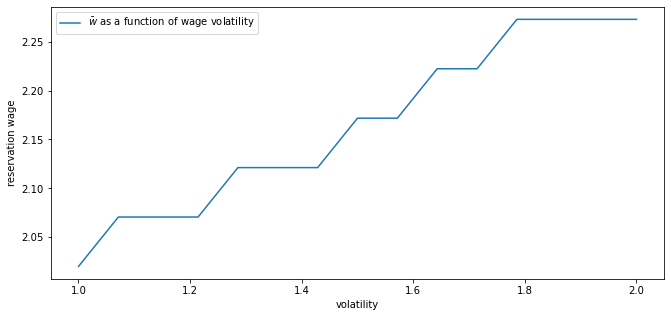 w̄ as a function of wage volatility
2.25
2.20
2.15
2.10
2.05
reservation wage
1.0 1.2 1.4 1.6 1.8 2.0
volatility